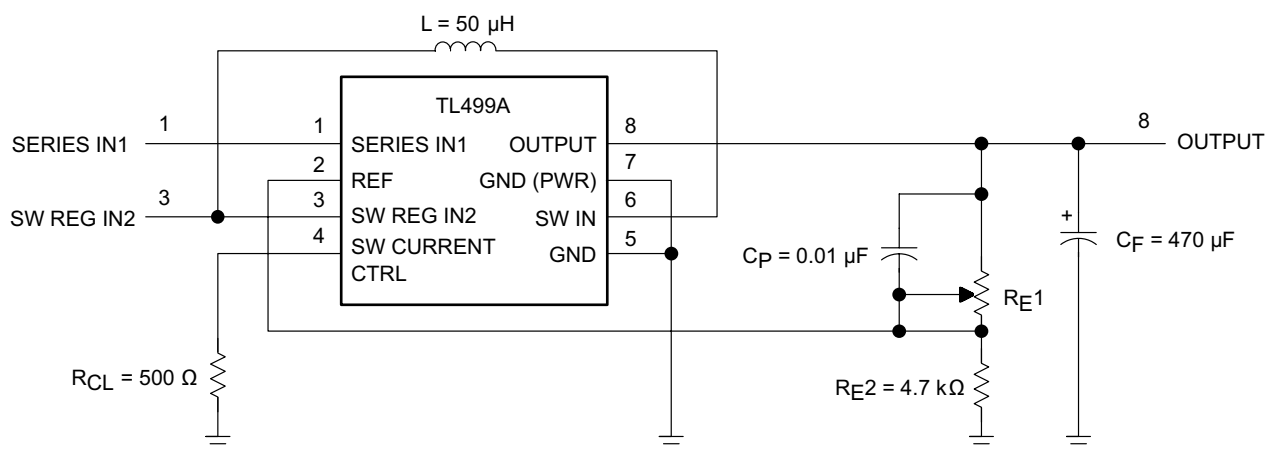 L = 50 μH
TL499A
SERIES IN1
1
1
SERIES IN1
OUTPUT
8
8
OUTPUT
2
REF
GND (PWR)
7
SW REG IN2
3
3
SW REG IN2
SW IN
6
4
SW CURRENT
CTRL
GND
5
CP = 0.01 μF
+
CF = 470 μF
RE1
RCL = 500 Ω
RE2 = 4.7 kΩ